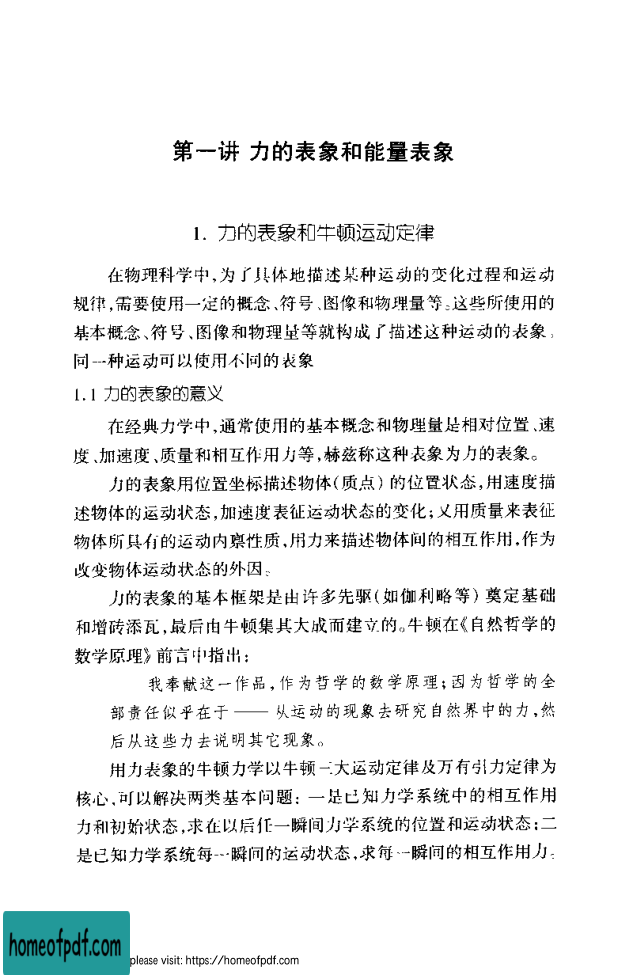 第一讲 力的表象和能量表象
1. 力的表象和牛顿运动定律
在物理科学中,为了具体地描述某种运动的变化过程和运动
规律,需要使用一定的概念、符号、图像和物理量等。这些所使用的
基本概念、符号、图像和物理量等就构成了描述这种运动的表象。
同一种运动可以使用不同的表象
1.1 力的表象的意义
在经典力学中,通常使用的基本概念和物理量是相对位置、速
度、加速度、质量和相互作用力等,赫兹称这种表象为力的表象。
力的表象用位置坐标描述物体(质点)的位置状态,用速度描
述物体的运动状态,加速度表征运动状态的变化;又用质量来表征
物体所具有的运动内禀性质,用力来描述物体间的相互作用,作为
改变物体运动状态的外因。
力的表象的基本框架是由许多先驱(如伽利略等)奠定基础
和增砖添瓦,最后由牛顿集其大成而建立的。牛顿在《自然哲学的
数学原理》前言中指出:
我奉献这一作品,作为哲学的数学原理;因为哲学的全
部责任似乎在于——从运动的现象去研究自然界中的力,然
后从这些力去说明其它现象。
用力表象的牛顿力学以牛顿三大运动定律及万有引力定律为
核心,可以解决两类基本问题:一是已知力学系统中的相互作用
力和初始状态,求在以后任一瞬间力学系统的位置和运动状态;二
是已知力学系统每一瞬间的运动状态,求每一瞬间的相互作用力。
homeofpdf.com
please visit: https://homeofpdf.com